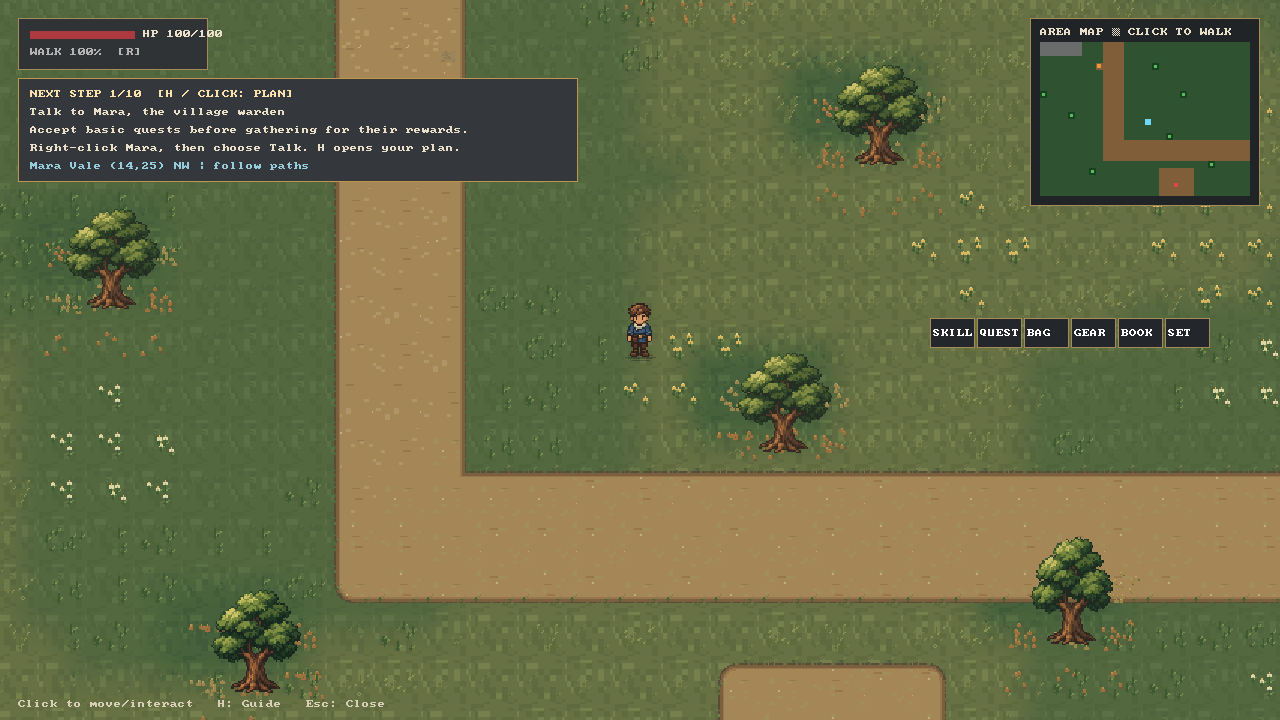 HP 100/100
WALK 100% [R]
NEXT STEP 1/10 [H / CLICK: PLAN]
Talk to Mara, the village warden
Accept basic quests before gathering for their rewards.
Right-click Mara, then choose Talk. H opens your plan.
Mara Vale (14,25) NW ¦ follow paths
AREA MAP ▒ CLICK TO WALK
SKILL QUEST BAG GEAR BOOK SET
Click to move/interact H: Guide Esc: Close